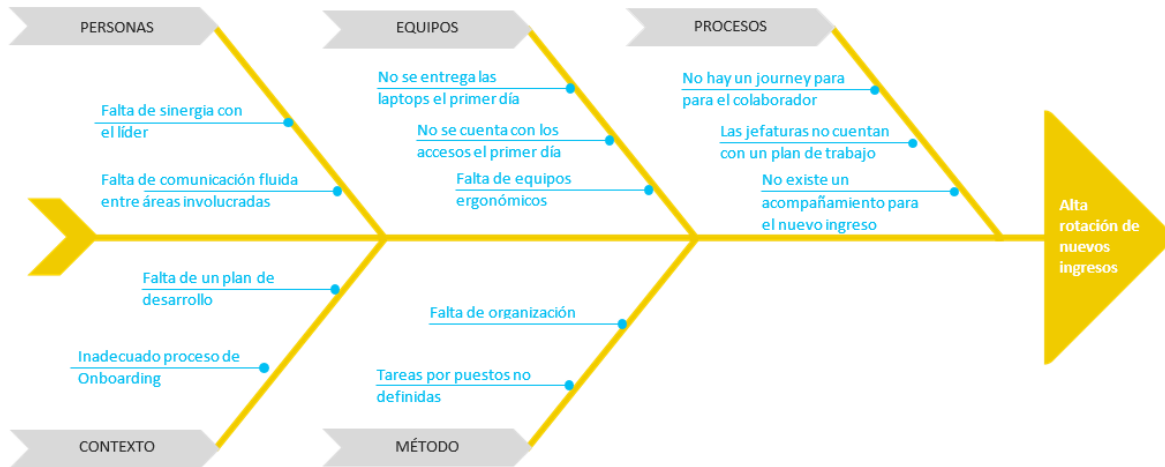 PERSONAS
EQUIPOS
PROCESOS
Falta de sinergia con
el líder
Falta de comunicación fluida
entre áreas involucradas
No se entrega las
laptops el primer día
No se cuenta con los
accesos el primer día
Falta de equipos
ergonómicos
No hay un journey para
para el colaborador
Las jefaturas no cuentan
con un plan de trabajo
No existe un
acompañamiento para
el nuevo ingreso
Alta
rotación de
nuevos
ingresos
Falta de un plan de
desarrollo
Inadecuado proceso de
Onboarding
Falta de organización
Tareas por puestos no
definidas
CONTEXTO
MÉTODO